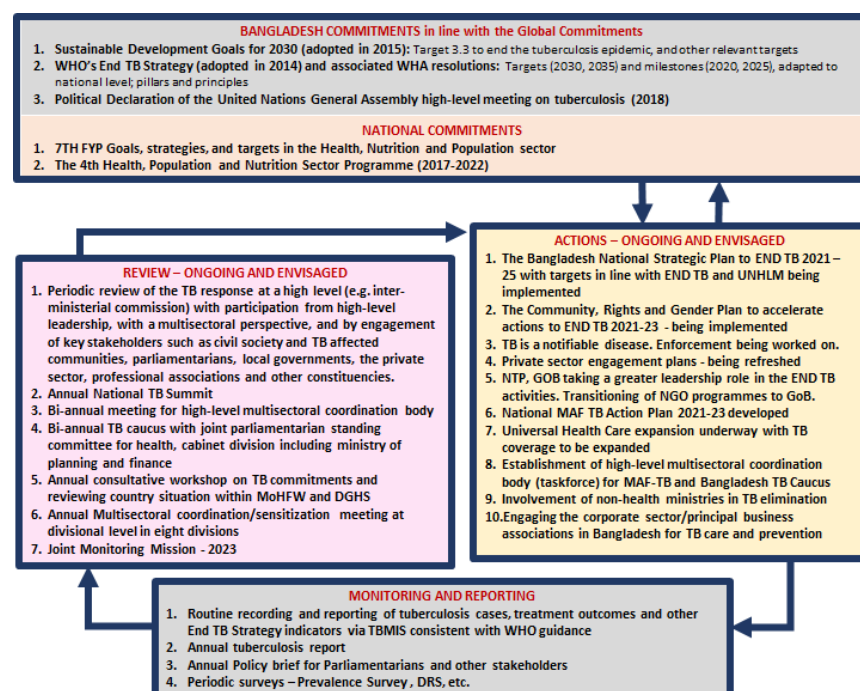 BANGLADESH COMMITMENTS in line with the Global Commitments
1. Sustainable Development Goals for 2030 (adopted in 2015): Target 3.3 to end the tuberculosis epidemic, and other relevant targets
2. WHO's End TB Strategy (adopted in 2014) and associated WHA resolutions: Targets (2030, 2035) and milestones (2020, 2025), adapted to
national level; pillars and principles
3. Political Declaration of the United Nations General Assembly high-level meeting on tuberculosis (2018)
NATIONAL COMMITMENTS
1. 7TH FYP Goals, strategies, and targets in the Health, Nutrition and Population sector
2. The 4th Health, Population and Nutrition Sector Programme (2017-2022)
REVIEW – ONGOING AND ENVISAGED
1. Periodic review of the TB response at a high level (e.g. inter-
ministerial commission) with participation from high-level
leadership, with a multisectoral perspective, and by engagement
of key stakeholders such as civil society and TB affected
communities, parliamentarians, local governments, the private
sector, professional associations and other constituencies.
2. Annual National TB Summit
3. Bi-annual meeting for high-level multisectoral coordination body
4. Bi-annual TB caucus with joint parliamentarian standing
committee for health, cabinet division including ministry of
planning and finance
5. Annual consultative workshop on TB commitments and
reviewing country situation within MoHFW and DGHS
6. Annual Multisectoral coordination/sensitization meeting at
divisional level in eight divisions
7. Joint Monitoring Mission - 2023
ACTIONS – ONGOING AND ENVISAGED
1. The Bangladesh National Strategic Plan to END TB 2021 –
25 with targets in line with END TB and UNHLM being
implemented
2. The Community, Rights and Gender Plan to accelerate
actions to END TB 2021-23 - being implemented
3. TB is a notifiable disease. Enforcement being worked on.
4. Private sector engagement plans - being refreshed
5. NTP, GOB taking a greater leadership role in the END TB
activities. Transitioning of NGO programmes to GoB.
6. National MAF TB Action Plan 2021-23 developed
7. Universal Health Care expansion underway with TB
coverage to be expanded
8. Establishment of high-level multisectoral coordination
body (taskforce) for MAF-TB and Bangladesh TB Caucus
9. Involvement of non-health ministries in TB elimination
10.Engaging the corporate sector/principal business
associations in Bangladesh for TB care and prevention
MONITORING AND REPORTING
1. Routine recording and reporting of tuberculosis cases, treatment outcomes and other
End TB Strategy indicators via TBMIS consistent with WHO guidance
2. Annual tuberculosis report
3. Annual Policy brief for Parliamentarians and other stakeholders
4. Periodic surveys – Prevalence Survey , DRS, etc.